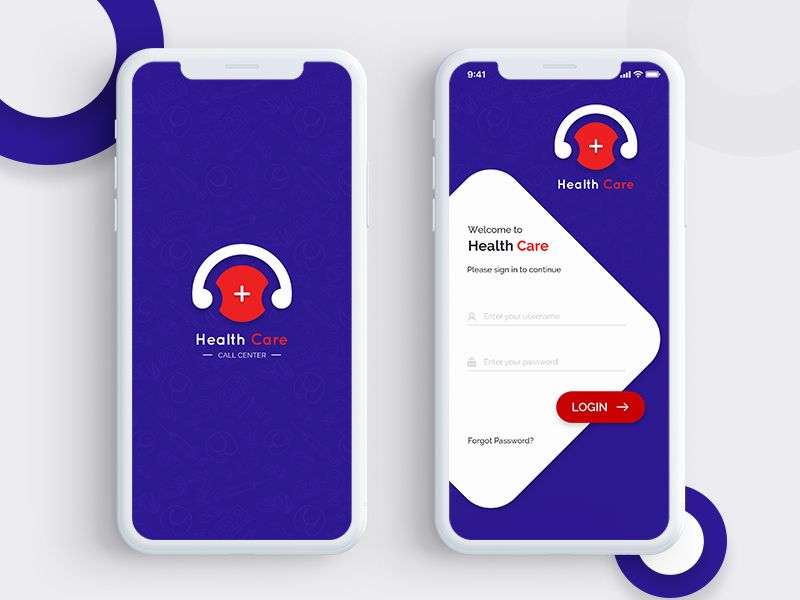 Health Care
CALL CENTER
9:41
Health Care
Welcome to
Health Care
Please sign in to continue
Enter your username
Enter your password
LOGIN
Forgot Password?